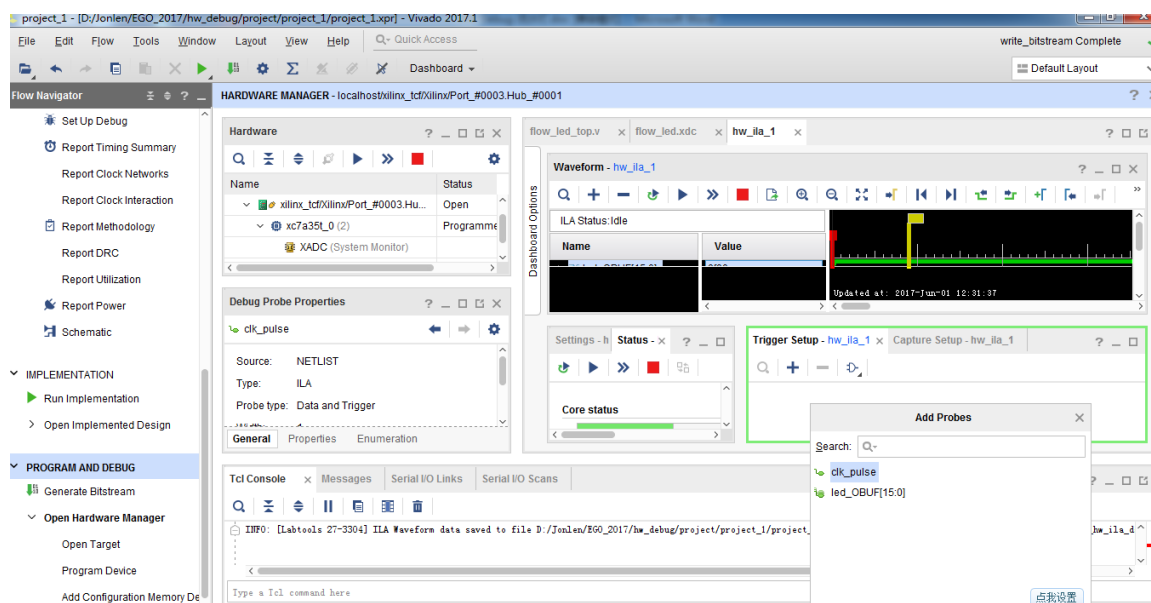 project_1 - [D:/Jonlen/EGO_2017/hw_debug/project/project_1/project_1.xpr] - Vivado 2017.1
File Edit Flow Tools Window Layout View Help Q- Quick Access write_bitstream Complete
Dashboard Default Layout
Flow Navigator HARDWARE MANAGER - localhost/xilinx_tcf/Xilinx/Port_#0003.Hub_#0001
Set Up Debug
Report Timing Summary
Report Clock Networks
Report Clock Interaction
Report Methodology
Report DRC
Report Utilization
Report Power
Schematic
IMPLEMENTATION
Run Implementation
Open Implemented Design
PROGRAM AND DEBUG
Generate Bitstream
Open Hardware Manager
Open Target
Program Device
Add Configuration Memory De
Hardware
Name Status
xilinx_tcf/Xilinx/Port_#0003.Hu... Open
xc7a35t_0 (2) Programme
XADC (System Monitor)
Debug Probe Properties
clk_pulse
Source: NETLIST
Type: ILA
Probe type: Data and Trigger
General Properties Enumeration
flow_led_top.v flow_led.xdc hw_ila_1
Dashboard Options
Waveform - hw_ila_1
ILA Status:Idle
Name Value
Updated at: 2017-Jun-01 12:31:37
Settings - h Status -
Core status
Trigger Setup - hw_ila_1 Capture Setup - hw_ila_1
Add Probes
Search: Q-
clk_pulse
led_OBUF[15:0]
点我设置
Tcl Console Messages Serial I/O Links Serial I/O Scans
INFO: [Labtools 27-3304] ILA Waveform data saved to file D:/Jonlen/EGO_2017/hw_debug/project/project_1/project_ hw_ila_d
Type a Tcl command here